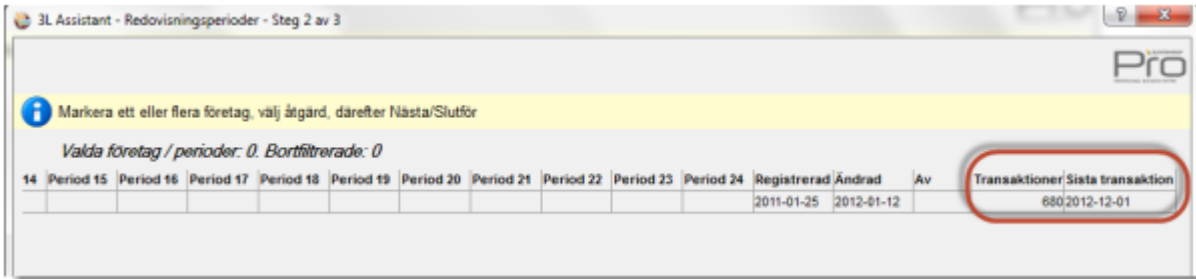 3L Assistant - Redovisningsperioder - Steg 2 av 3
Pro
Markera ett eller flera företag, välj åtgärd, därefter Nästa/Slutför
Valda företag / perioder: 0. Bortfiltrerade: 0
14 Period 15 Period 16 Period 17 Period 18 Period 19 Period 20 Period 21 Period 22 Period 23 Period 24 Registrerad Ändrad Av Transaktioner Sista transaktion
2011-01-25 2012-01-12 680 2012-12-01